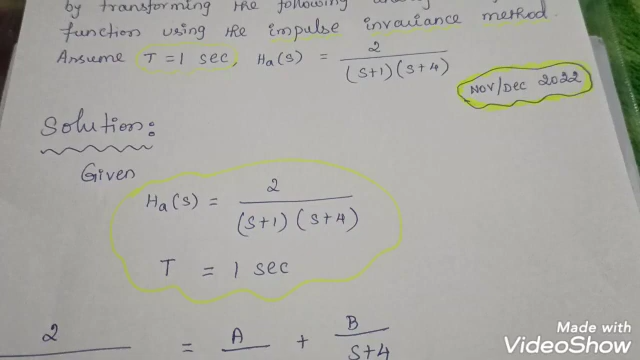 by transforming the following
function using the impulse invariance method.
Assume T = 1 sec, Ha(s) = 2 / (s+1) (s+4)
NOV/DEC 2022
Solution:
Given
Ha(s) = 2 / (s+1) (s+4)
T = 1 sec
2 = A + B / s+4
Made with
VideoShow